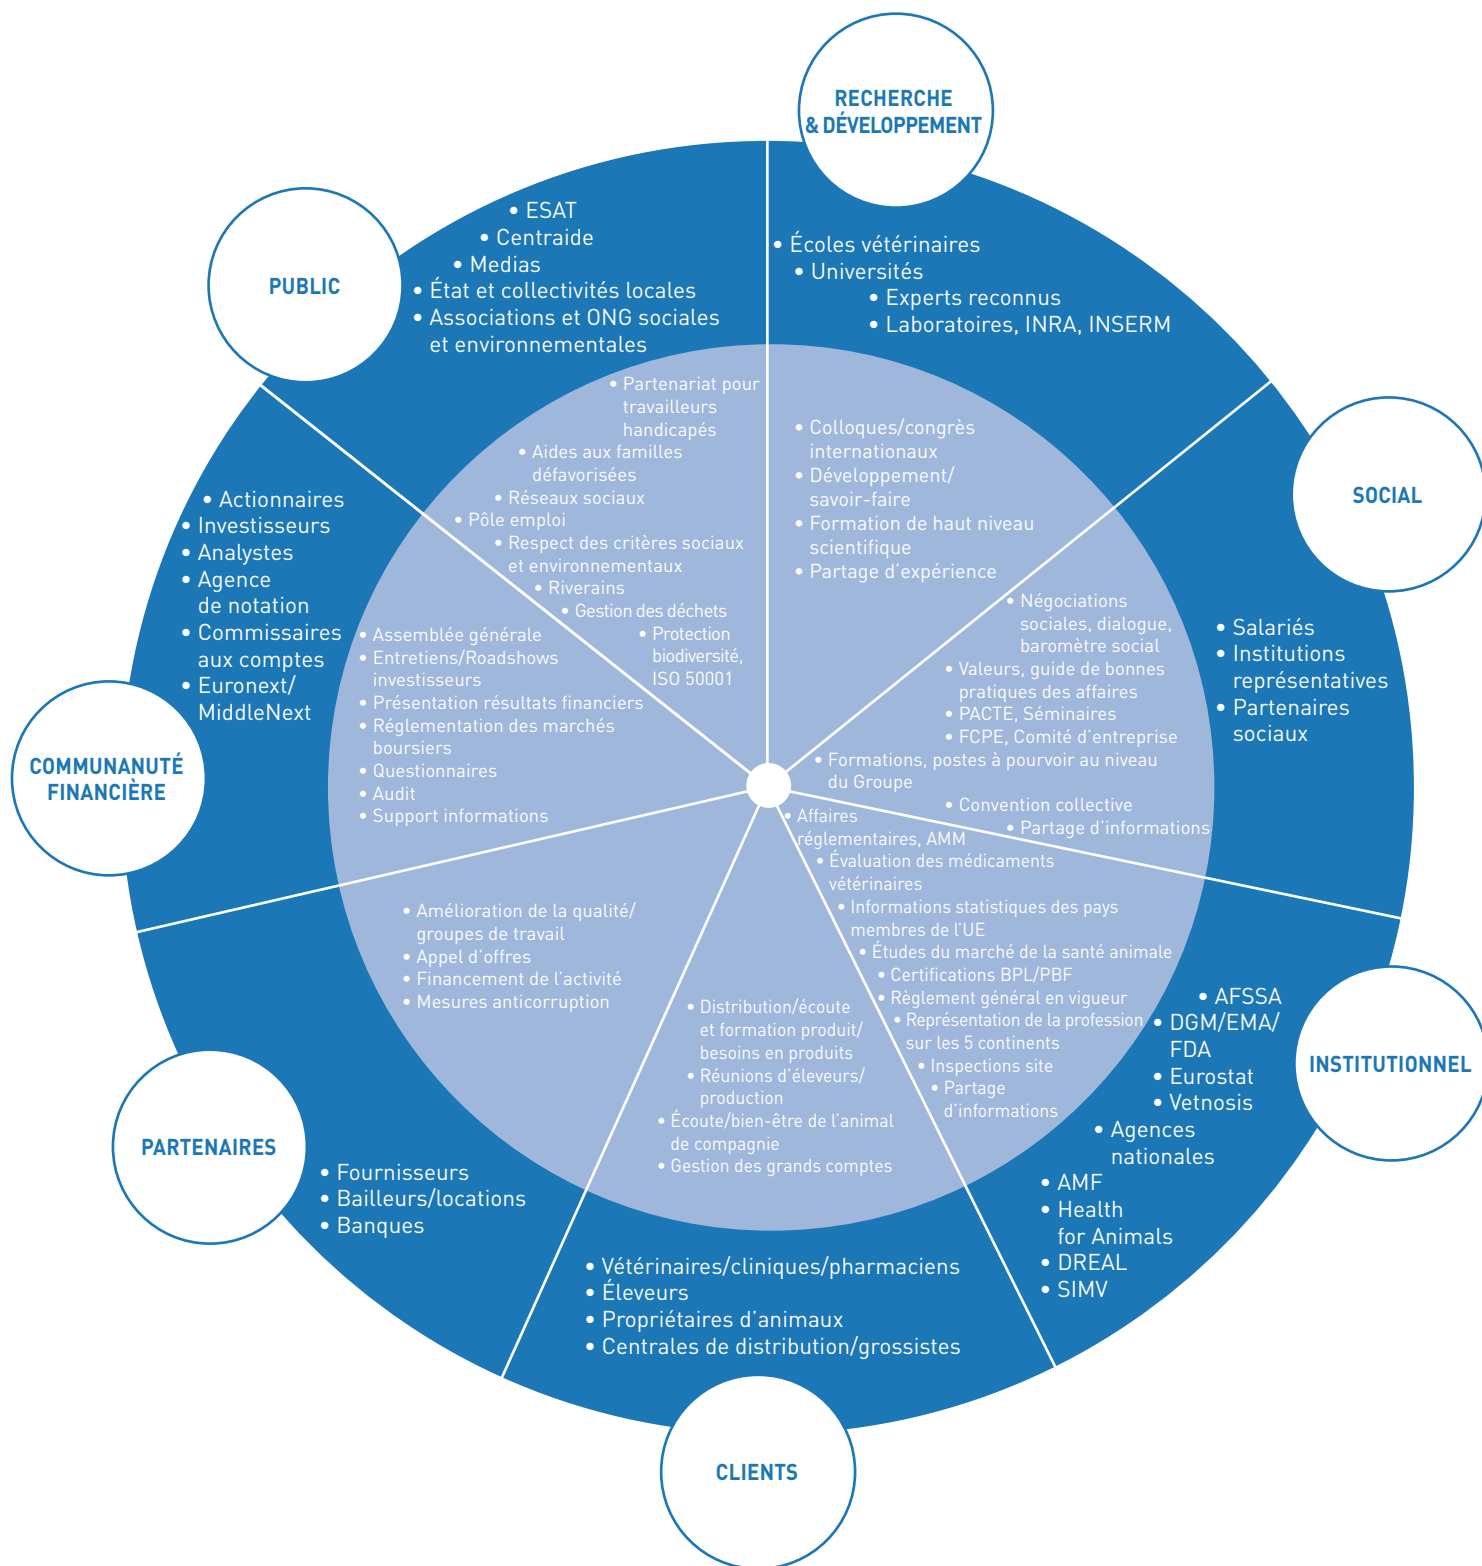 RECHERCHE
& DÉVELOPPEMENT
• Écoles vétérinaires
• Universités
• Experts reconnus
• Laboratoires, INRA, INSERM
• Colloques/congrès
internationaux
• Développement/
savoir-faire
• Formation de haut niveau
scientifique
• Partage d'expérience
SOCIAL
• Salariés
• Institutions
représentatives
• Partenaires
sociaux
• Négociations
sociales, dialogue,
baromètre social
• Valeurs, guide de bonnes
pratiques des affaires
• PACTE, Séminaires
• FCPE, Comité d'entreprise
• Formations, postes à pourvoir au niveau
du Groupe
• Convention collective
• Partage d'informations
INSTITUTIONNEL
• AFSSA
• DGM/EMA/
FDA
• Eurostat
• Vetnosis
• Agences
nationales
• AMF
• Health
for Animals
• DREAL
• SIMV
• Affaires
réglementaires, AMM
• Évaluation des médicaments
vétérinaires
• Informations statistiques des pays
membres de l'UE
• Études du marché de la santé animale
• Certifications BPL/PBF
• Règlement général en vigueur
• Représentation de la profession
sur les 5 continents
• Inspections site
• Partage
d'informations
CLIENTS
• Vétérinaires/cliniques/pharmaciens
• Éleveurs
• Propriétaires d'animaux
• Centrales de distribution/grossistes
• Distribution/écoute
et formation produit/
besoins en produits
• Réunions d'éleveurs/
production
• Écoute/bien-être de l'animal
de compagnie
• Gestion des grands comptes
PARTENAIRES
• Fournisseurs
• Bailleurs/locations
• Banques
• Amélioration de la qualité/
groupes de travail
• Appel d'offres
• Financement de l'activité
• Mesures anticorruption
COMMUNANUTÉ
FINANCIÈRE
• Actionnaires
• Investisseurs
• Analystes
• Agence
de notation
• Commissaires
aux comptes
• Euronext/
MiddleNext
• Assemblée générale
• Entretiens/Roadshows
investisseurs
• Présentation résultats financiers
• Réglementation des marchés
boursiers
• Questionnaires
• Audit
• Support informations
PUBLIC
• ESAT
• Centraide
• Medias
• État et collectivités locales
• Associations et ONG sociales
et environnementales
• Partenariat pour
travailleurs
handicapés
• Aides aux familles
défavorisées
• Réseaux sociaux
• Pôle emploi
• Respect des critères sociaux
et environnementaux
• Riverains
• Gestion des déchets
• Protection
biodiversité,
ISO 50001